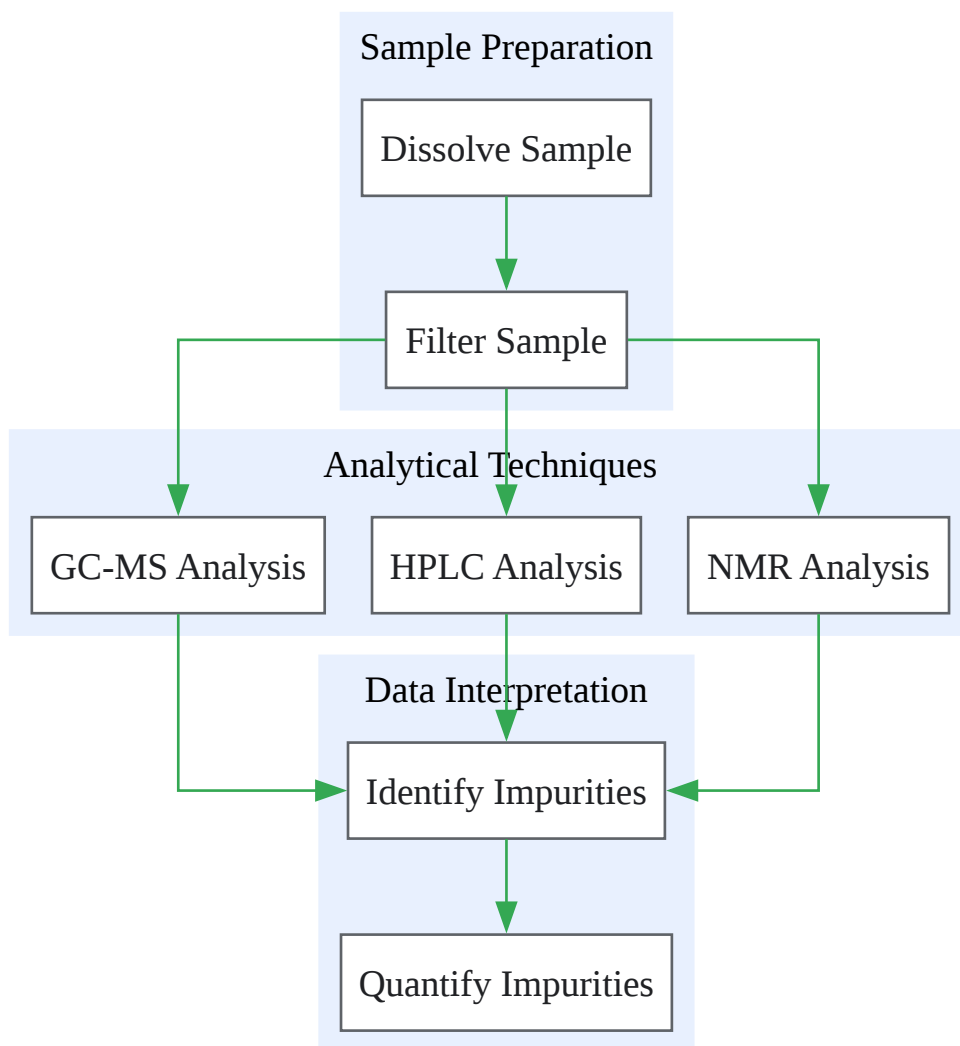 Sample Preparation
Dissolve Sample
Filter Sample
Analytical Techniques
GC-MS Analysis
HPLC Analysis
NMR Analysis
Data Interpretation
Identify Impurities
Quantify Impurities